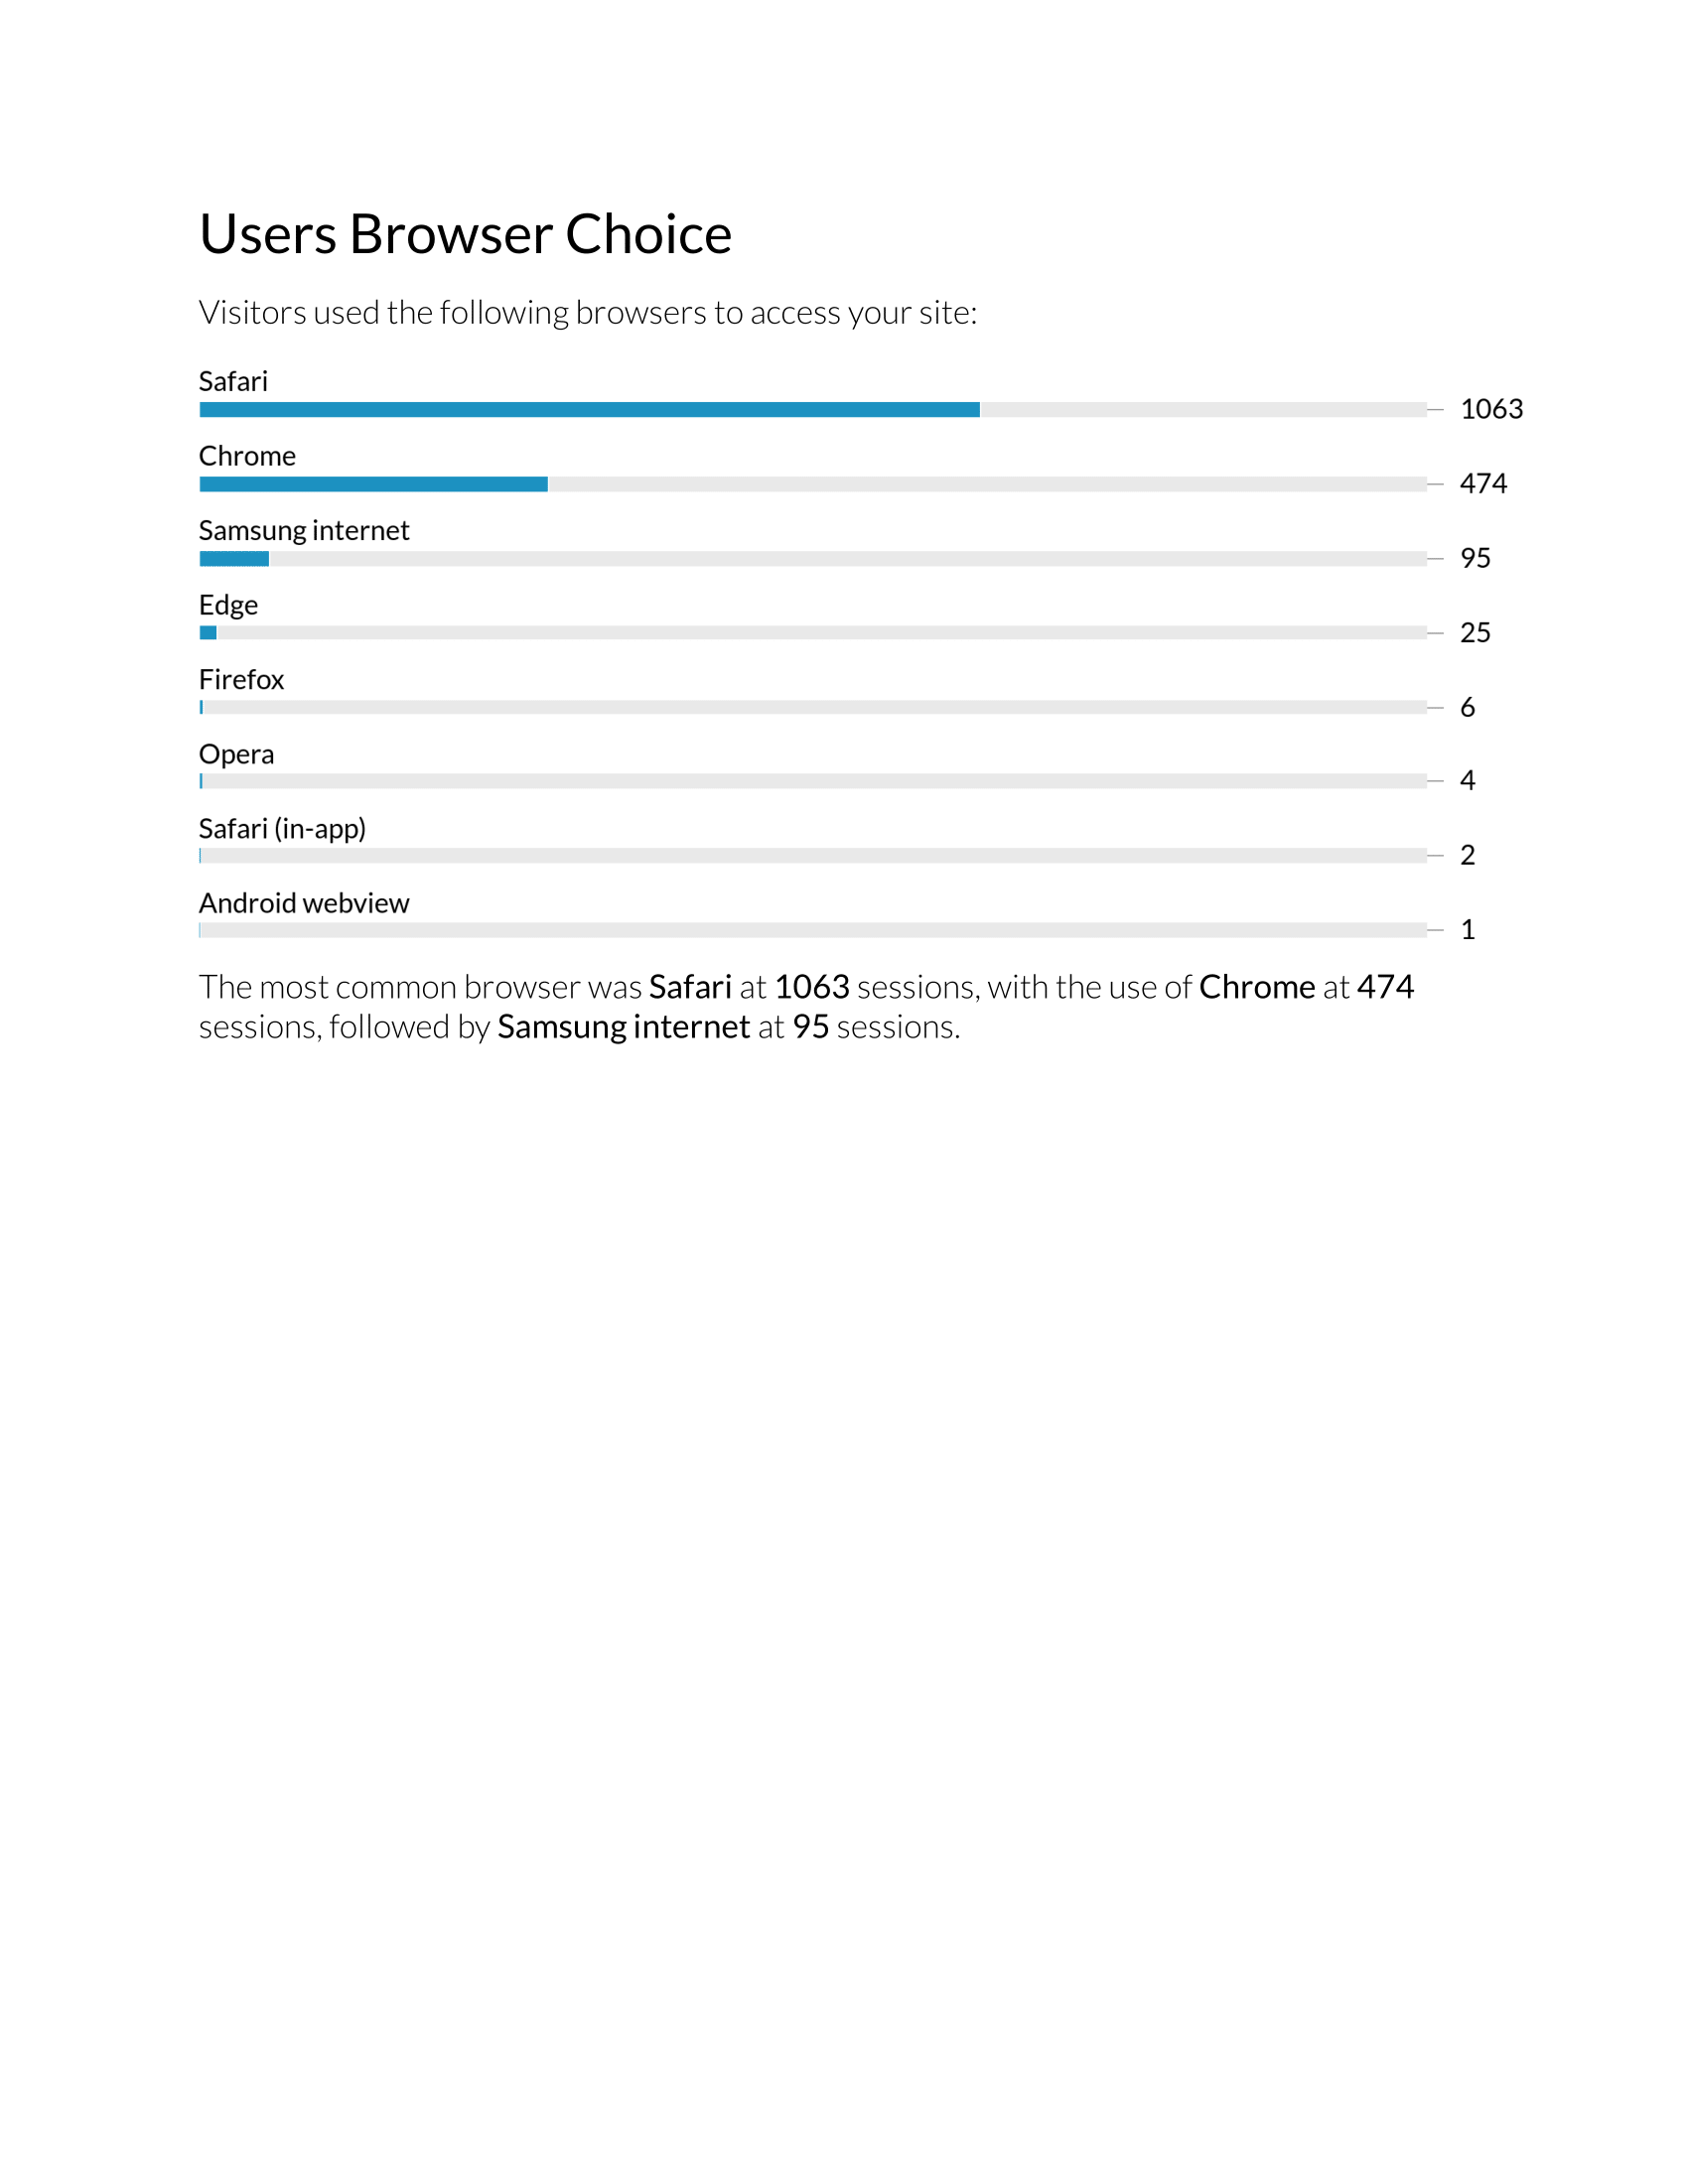 Users Browser Choice
Visitors used the following browsers to access your site:
Safari
1063
Chrome
474
Samsung internet
95
Edge
25
Firefox
6
Opera
4
Safari (in-app)
2
Android webview
1
The most common browser was Safari at 1063 sessions, with the use of Chrome at 474
sessions, followed by Samsung internet at 95 sessions.